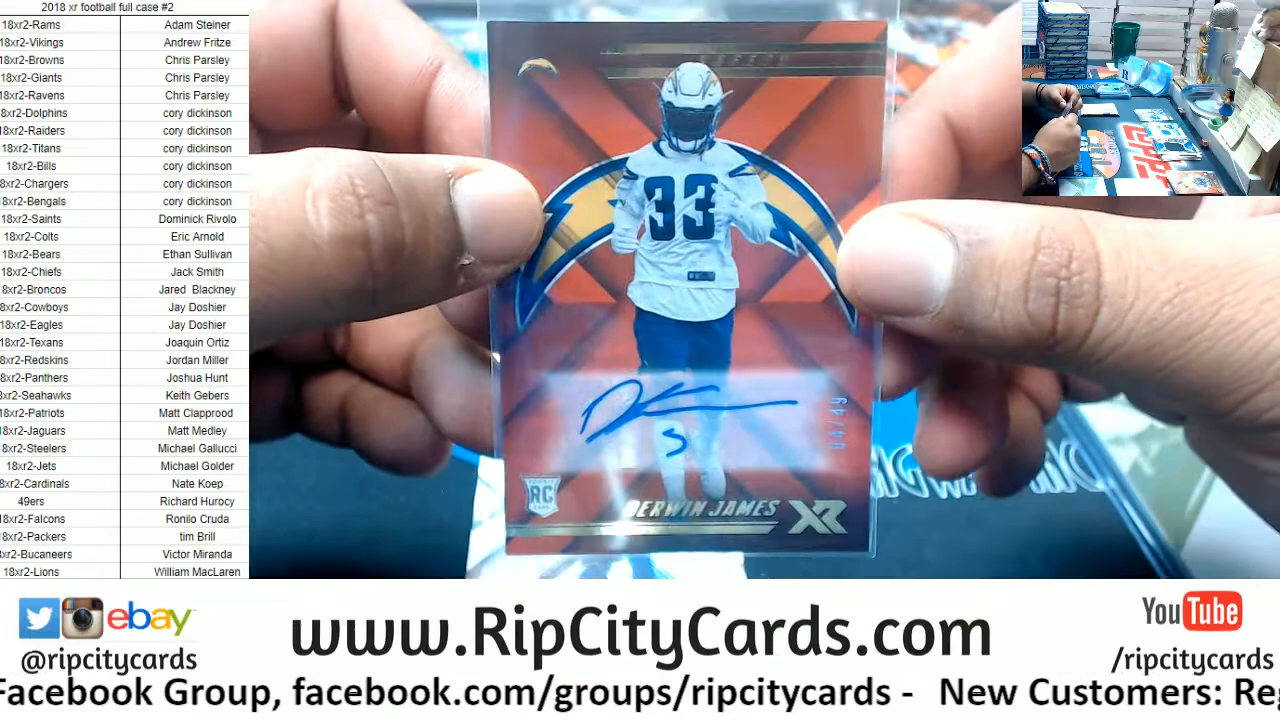 2018 xr football full case #2
18xr2-Rams Adam Steiner
18xr2-Vikings Andrew Fritze
18xr2-Browns Chris Parsley
18xr2-Giants Chris Parsley
18xr2-Ravens Chris Parsley
8xr2-Dolphins cory dickinson
18xr2-Raiders cory dickinson
18xr2-Titans cory dickinson
18xr2-Bills cory dickinson
8xr2-Chargers cory dickinson
8xr2-Bengals cory dickinson
18xr2-Saints Dominick Rivolo
18xr2-Colts Eric Arnold
18xr2-Bears Ethan Sullivan
18xr2-Chiefs Jack Smith
8xr2-Broncos Jared Blackney
8xr2-Cowboys Jay Doshier
18xr2-Eagles Jay Doshier
18xr2-Texans Joaquin Ortiz
8xr2-Redskins Jordan Miller
8xr2-Panthers Joshua Hunt
8xr2-Seahawks Keith Gebers
18xr2-Patriots Matt Clapprood
18xr2-Jaguars Matt Medley
8xr2-Steelers Michael Gallucci
18xr2-Jets Michael Golder
8xr2-Cardinals Nate Koep
49ers Richard Hurocy
18xr2-Falcons Ronilo Cruda
18xr2-Packers tim Brill
xr2-Bucaneers Victor Miranda
18xr2-Lions William MacLaren
33
04/49
RC
DERWIN JAMES XR
ebay
@ripcitycards
www.RipCityCards.com
YouTube
/ripcitycards
Facebook Group, facebook.com/groups/ripcitycards - New Customers: Reg